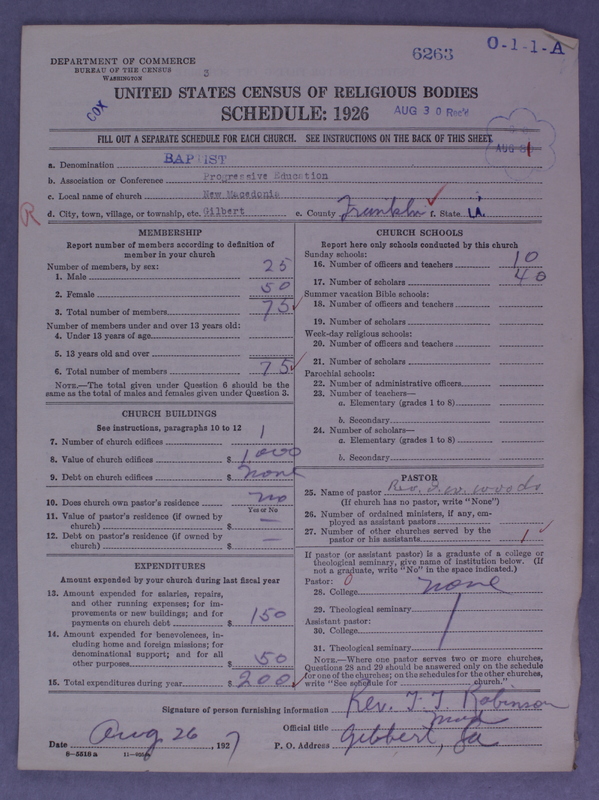 6263
O-1-1-A
DEPARTMENT OF COMMERCE
BUREAU OF THE CENSUS
WASHINGTON
3
COX
UNITED STATES CENSUS OF RELIGIOUS BODIES
SCHEDULE: 1926
AUG 30 Rec'd
FILL OUT A SEPARATE SCHEDULE FOR EACH CHURCH. SEE INSTRUCTIONS ON THE BACK OF THIS SHEET.
AUG 31
a. Denomination BAPTIST
b. Association or Conference Progressive Education
c. Local name of church New Macedonia
R
d. City, town, village, or township, etc. Gilbert e. County Franklin f. State La
MEMBERSHIP
Report number of members according to definition of
member in your church
Number of members, by sex:
1. Male 25
2. Female 50
3. Total number of members 75
Number of members under and over 13 years old:
4. Under 13 years of age
5. 13 years old and over
6. Total number of members 75
NOTE.—The total given under Question 6 should be the
same as the total of males and females given under Question 3.
CHURCH BUILDINGS
See instructions, paragraphs 10 to 12
7. Number of church edifices 1
8. Value of church edifices $ 1,000
9. Debt on church edifices $ none
10. Does church own pastor's residence no
Yes or No
11. Value of pastor's residence (if owned by
church) $ —
12. Debt on pastor's residence (if owned by
church) $ —
EXPENDITURES
Amount expended by your church during last fiscal year
13. Amount expended for salaries, repairs,
and other running expenses; for im-
provements or new buildings; and for
payments on church debt $ 150
14. Amount expended for benevolences, in-
cluding home and foreign missions; for
denominational support; and for all
other purposes $ 50
15. Total expenditures during year $ 200
CHURCH SCHOOLS
Report here only schools conducted by this church
Sunday schools:
16. Number of officers and teachers 10
17. Number of scholars 40
Summer vacation Bible schools:
18. Number of officers and teachers
19. Number of scholars
Week-day religious schools:
20. Number of officers and teachers
21. Number of scholars
Parochial schools:
22. Number of administrative officers
23. Number of teachers—
a. Elementary (grades 1 to 8)
b. Secondary
24. Number of scholars—
a. Elementary (grades 1 to 8)
b. Secondary
PASTOR
25. Name of pastor Rev. woods
(If church has no pastor, write "None")
26. Number of ordained ministers, if any, em-
ployed as assistant pastors
27. Number of other churches served by the
pastor or his assistants 1
If pastor (or assistant pastor) is a graduate of a college or
theological seminary, give name of institution below. (If
not a graduate, write "No" in the space indicated.)
Pastor: 0
28. College none
29. Theological seminary
Assistant pastor:
30. College
31. Theological seminary
NOTE.—Where one pastor serves two or more churches,
Questions 28 and 29 should be answered only on the schedule
for one of the churches; on the schedules for the other churches,
write "See schedule for church."
Signature of person furnishing information Rev. T. T. Robinson
Official title
Date Aug 26, 1927 P. O. Address Gilbert, La
8—5516 a